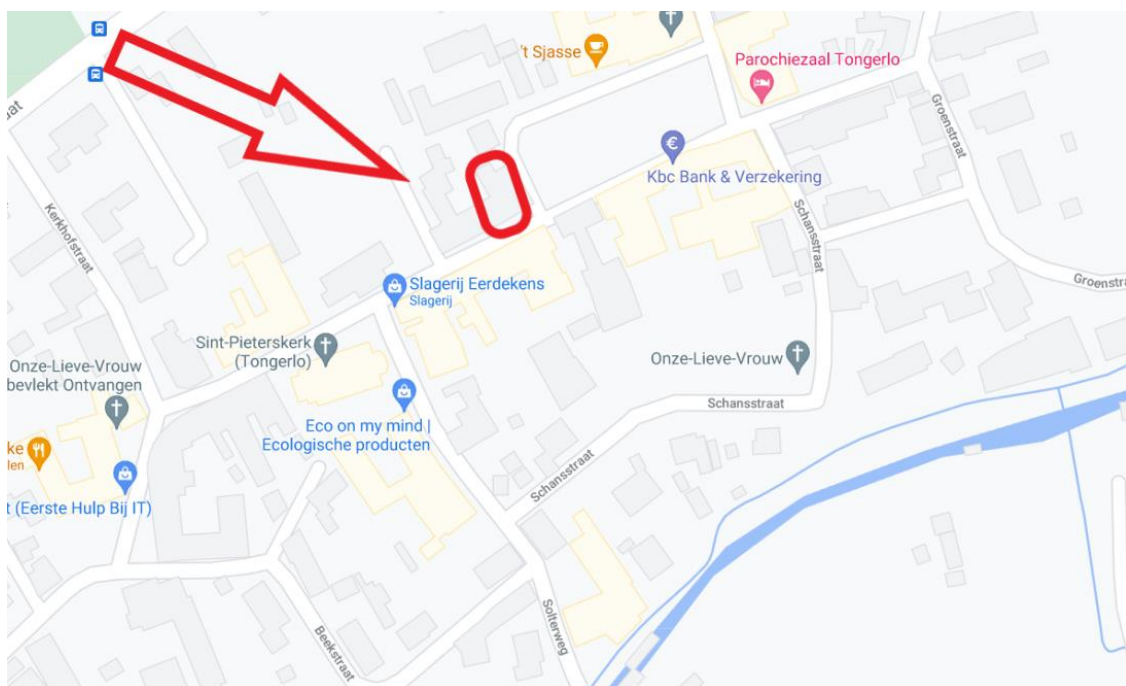 't Sjasse
Parochiezaal Tongerlo
Groenstraat
aat
€
Kbc Bank & Verzekering
Kerkhofstraat
Schansstraat
Slagerij Eerdekens
Slagerij
Groenstra
Sint-Pieterskerk
(Tongerlo)
Onze-Lieve-Vrouw
Onze-Lieve-Vrouw
bevlekt Ontvangen
Schansstraat
Eco on my mind |
Ecologische producten
ke
len
Schansstraat
t (Eerste Hulp Bij IT)
Solterweg
Beekstraat